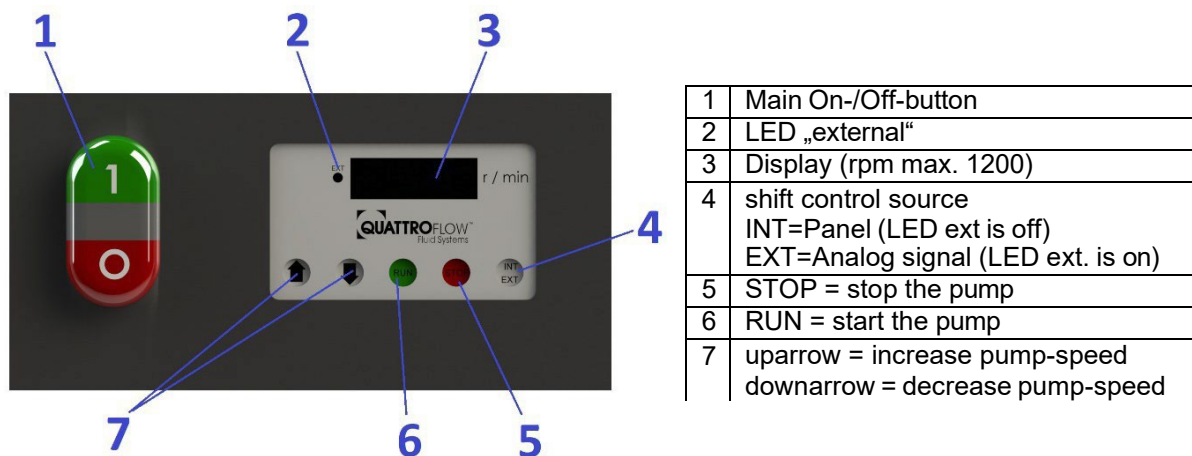 1
2
3
1
O
EXT
r / min
QUATTROFLOW™
Fluid Systems
RUN
STOP
INT
EXT
4
7
6
5
1 Main On-/Off-button
2 LED „external“
3 Display (rpm max. 1200)
4 shift control source
INT=Panel (LED ext is off)
EXT=Analog signal (LED ext. is on)
5 STOP = stop the pump
6 RUN = start the pump
7 uparrow = increase pump-speed
downarrow = decrease pump-speed